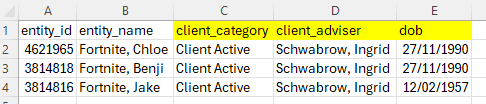 A B C D E
1 entity_id entity_name client_category client_adviser dob
2 4621965 Fortnite, Chloe Client Active Schwabrow, Ingrid 27/11/1990
3 3814818 Fortnite, Benji Client Active Schwabrow, Ingrid 27/11/1990
4 3814816 Fortnite, Jake Client Active Schwabrow, Ingrid 12/02/1957